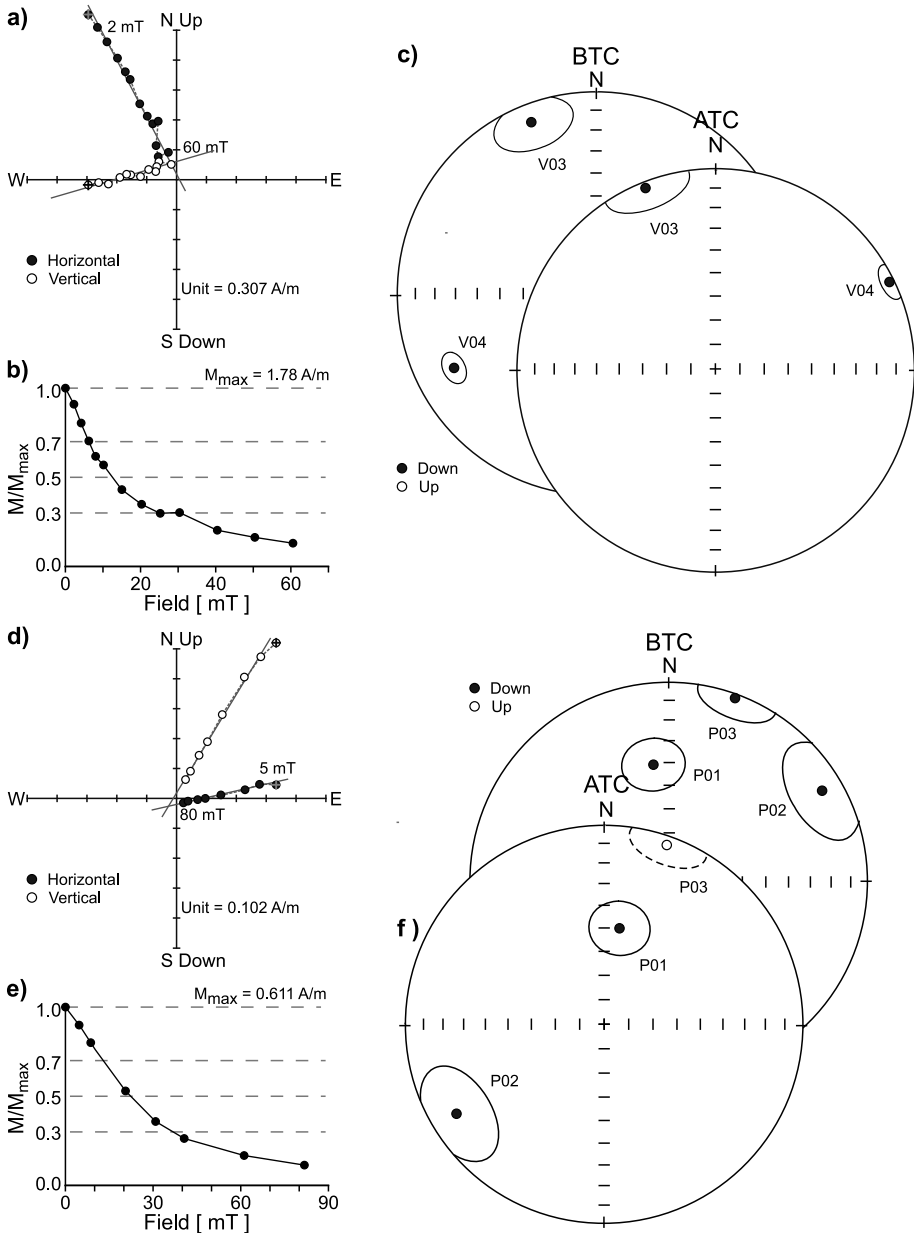 a)
N Up
2 mT
60 mT
W
E
Horizontal
Vertical
Unit = 0.307 A/m
S Down
b)
Mmax = 1.78 A/m
1.0
0.7
0.5
0.3
0.0
M/Mmax
0 20 40 60
Field [ mT ]
c)
BTC
N
ATC
N
V03
V03
V04
V04
Down
Up
d)
N Up
5 mT
W
E
80 mT
Horizontal
Vertical
Unit = 0.102 A/m
S Down
e)
Mmax = 0.611 A/m
1.0
0.7
0.5
0.3
0.0
M/Mmax
0 30 60 90
Field [ mT ]
f)
BTC
N
Down
Up
P03
P01
P02
ATC
N
P03
P01
P02